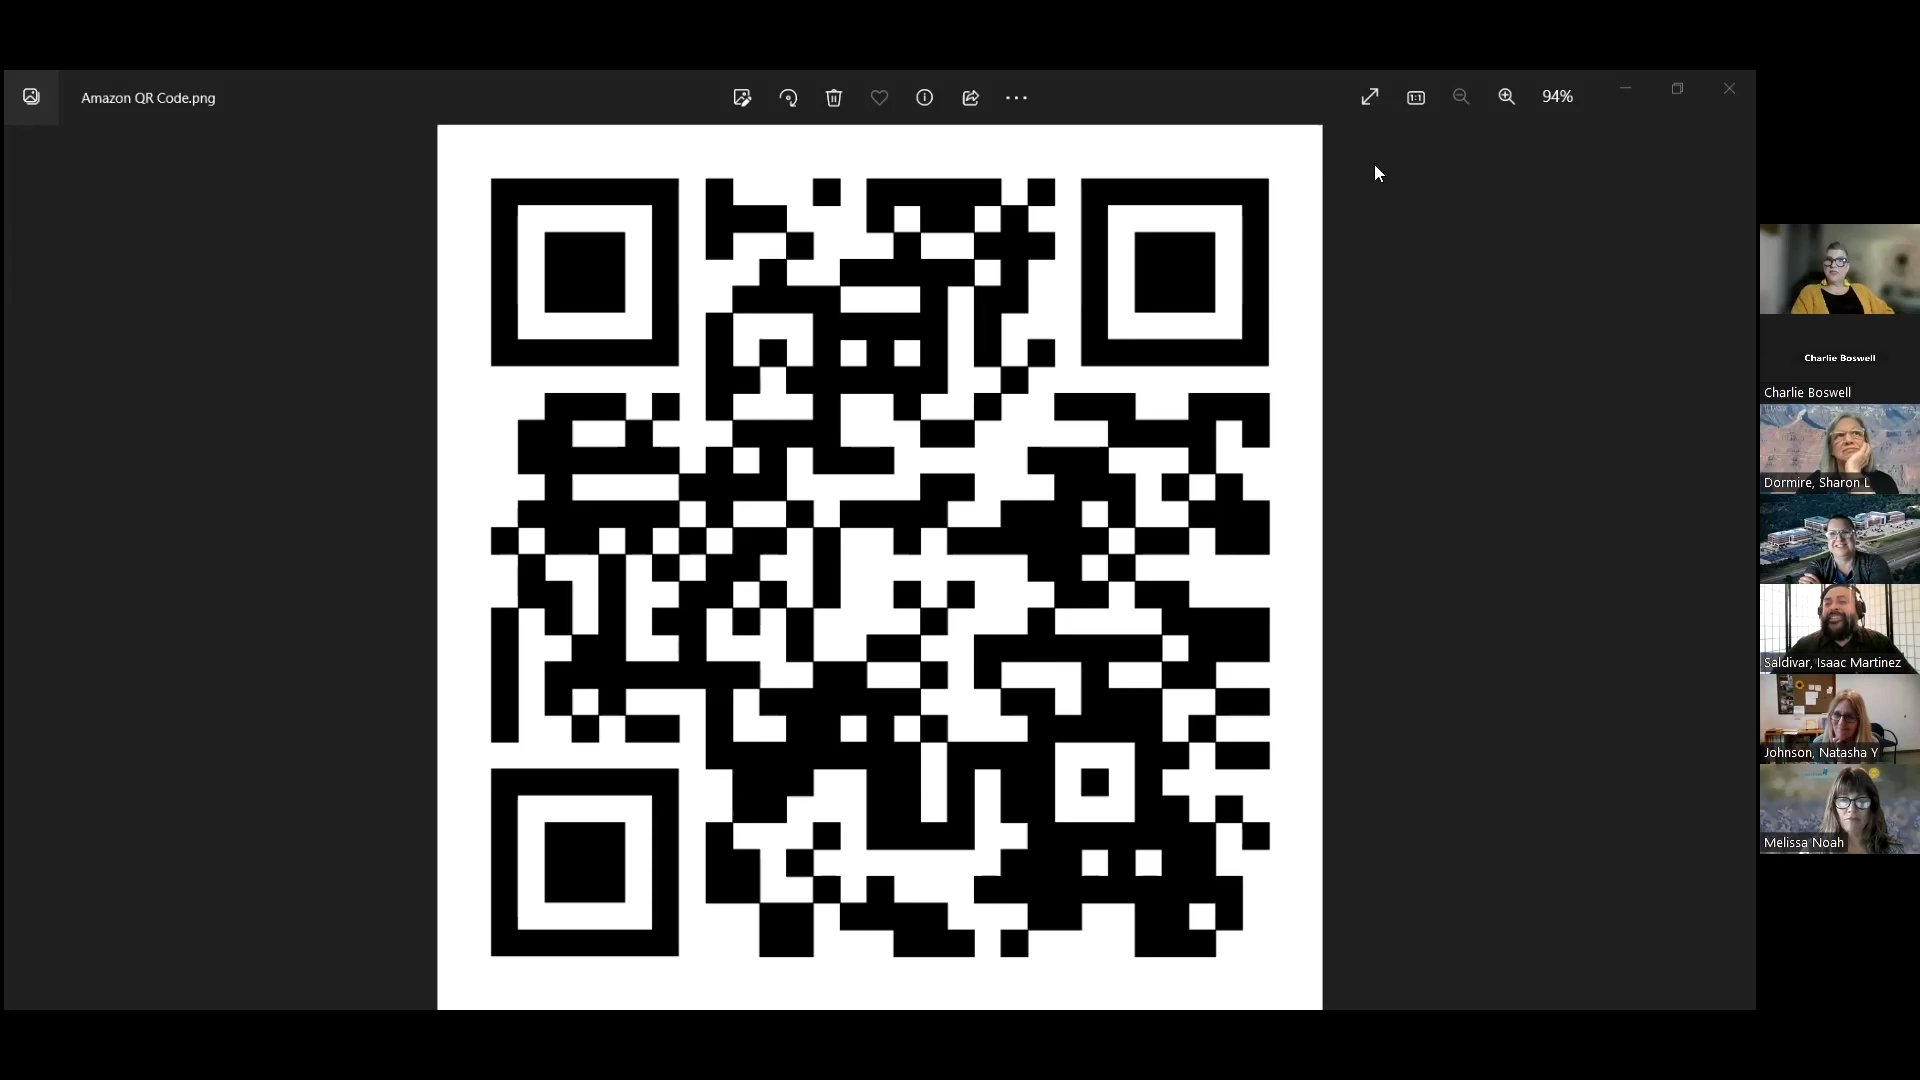 Amazon QR Code.png
94%
Charlie Boswell
Charlie Boswell
Dormire, Sharon L
Saldivar, Isaac Martinez
Johnson, Natasha Y
Melissa Noah